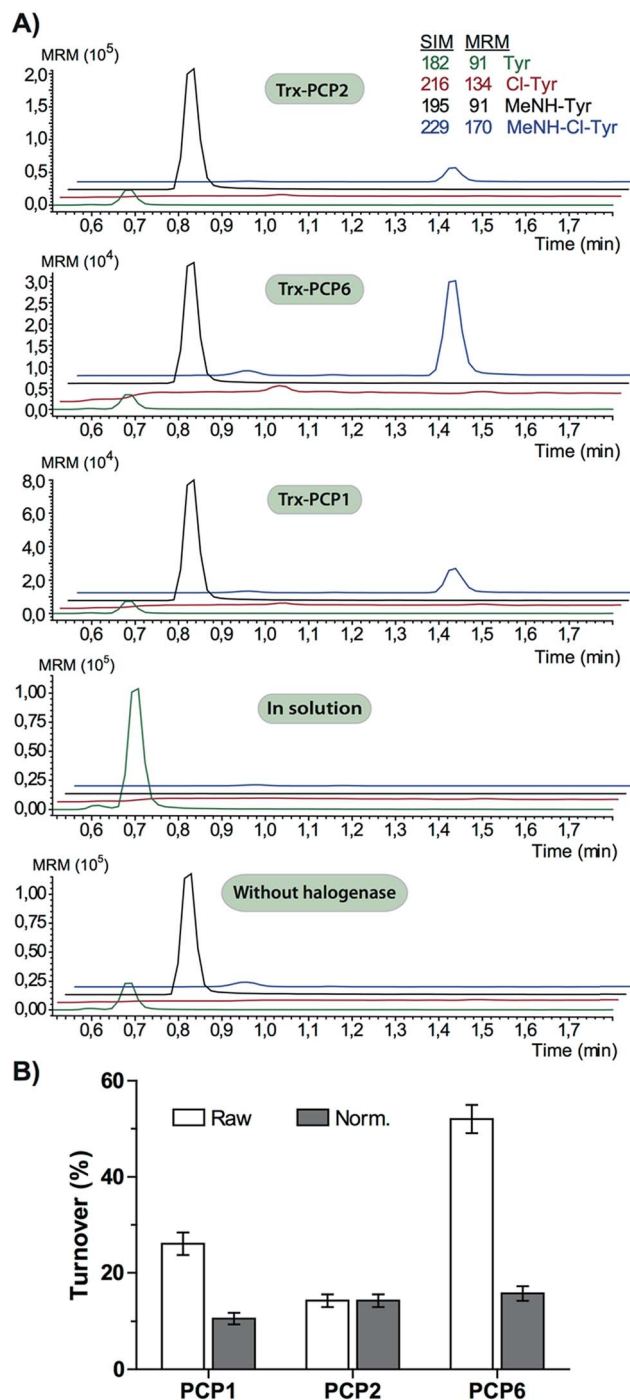 A)
MRM (10⁵)
SIM MRM
182 91 Tyr
216 134 Cl-Tyr
195 91 MeNH-Tyr
229 170 MeNH-Cl-Tyr
Trx-PCP2
2,0
1,5
1,0
0,5
0,0
0,6 0,7 0,8 0,9 1,0 1,1 1,2 1,3 1,4 1,5 1,6 1,7
Time (min)
MRM (10⁴)
Trx-PCP6
3,0
2,5
2,0
1,5
1,0
0,5
0,0
0,6 0,7 0,8 0,9 1,0 1,1 1,2 1,3 1,4 1,5 1,6 1,7
Time (min)
MRM (10⁴)
Trx-PCP1
8,0
6,0
4,0
2,0
0,0
0,6 0,7 0,8 0,9 1,0 1,1 1,2 1,3 1,4 1,5 1,6 1,7
Time (min)
MRM (10⁵)
In solution
1,00
0,75
0,50
0,25
0,00
0,6 0,7 0,8 0,9 1,0 1,1 1,2 1,3 1,4 1,5 1,6 1,7
Time (min)
MRM (10⁵)
Without halogenase
1,00
0,75
0,50
0,25
0,00
0,6 0,7 0,8 0,9 1,0 1,1 1,2 1,3 1,4 1,5 1,6 1,7
Time (min)
B)
Raw Norm.
Turnover (%)
60
40
20
0
PCP1 PCP2 PCP6